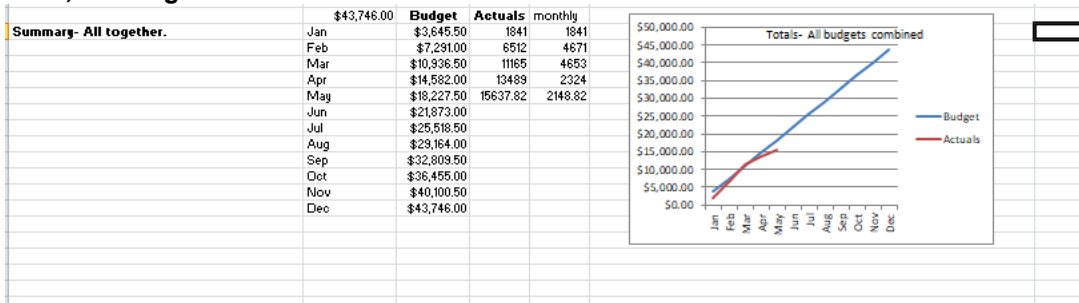 $43,746.00 Budget Actuals monthly
Summary- All together. Jan $3,645.50 1841 1841
Feb $7,291.00 6512 4671
Mar $10,936.50 11165 4653
Apr $14,582.00 13489 2324
May $18,227.50 15637.82 2148.82
Jun $21,873.00
Jul $25,518.50
Aug $29,164.00
Sep $32,809.50
Oct $36,455.00
Nov $40,100.50
Dec $43,746.00
Totals- All budgets combined
$50,000.00
$45,000.00
$40,000.00
$35,000.00
$30,000.00
$25,000.00
$20,000.00
$15,000.00
$10,000.00
$5,000.00
$0.00
Jan Feb Mar Apr May Jun Jul Aug Sep Oct Nov Dec
Budget
Actuals